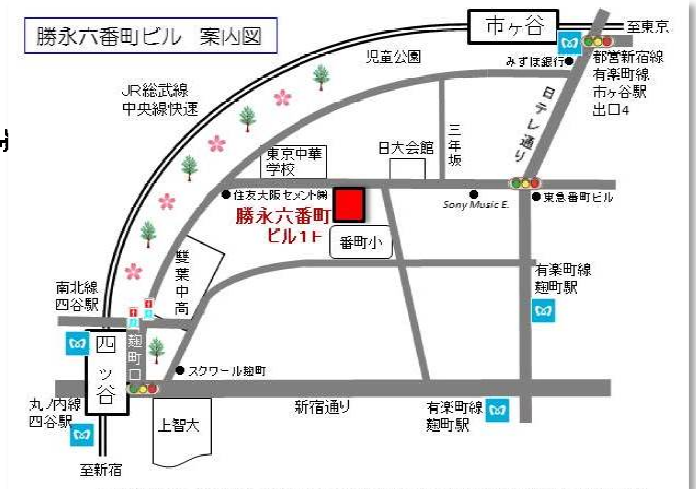 勝永六番町ビル 案内図
市ヶ谷
至東京
児童公園
みずほ銀行
都営新宿線
有楽町線
市ヶ谷駅
出口4
JR総武線
中央線快速
日テレ通り
三年坂
日大会館
東京中華
学校
住友大阪セメント㈱
勝永六番町
ビル1F
番町小
Sony Music E.
東急番町ビル
雙葉中高
有楽町線
麹町駅
南北線
四谷駅
麹町口
四ッ谷
スクワール麹町
丸ノ内線
四谷駅
上智大
新宿通り
有楽町線
麹町駅
至新宿